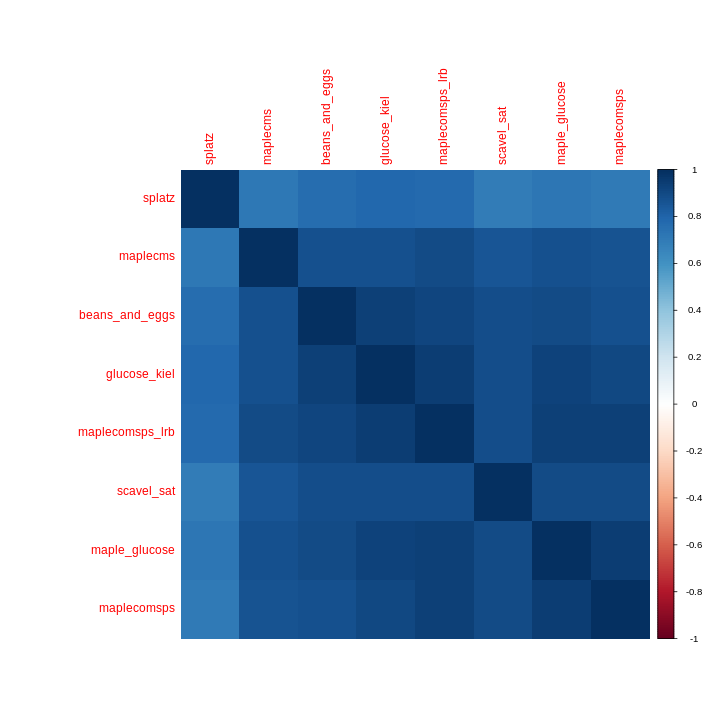 splatz
maplecms
beans_and_eggs
glucose_kiel
maplecomsps_lrb
scavel_sat
maple_glucose
maplecomsps
splatz
maplecms
beans_and_eggs
glucose_kiel
maplecomsps_lrb
scavel_sat
maple_glucose
maplecomsps
1
0.8
0.6
0.4
0.2
0
-0.2
-0.4
-0.6
-0.8
-1